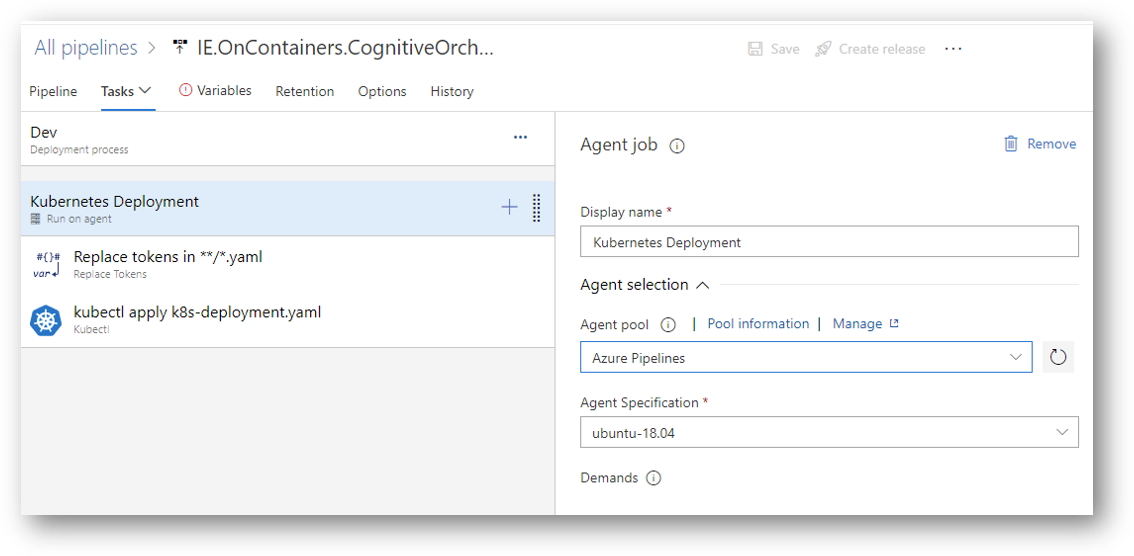 All pipelines > IE.OnContainers.CognitiveOrch...
Save Create release ...
Pipeline Tasks Variables Retention Options History
Dev
Deployment process
...
Kubernetes Deployment
Run on agent
#{}# Replace tokens in **/*.yaml
var Replace Tokens
kubectl apply k8s-deployment.yaml
Kubectl
Agent job
Remove
Display name *
Kubernetes Deployment
Agent selection
Agent pool | Pool information | Manage
Azure Pipelines
Agent Specification *
ubuntu-18.04
Demands